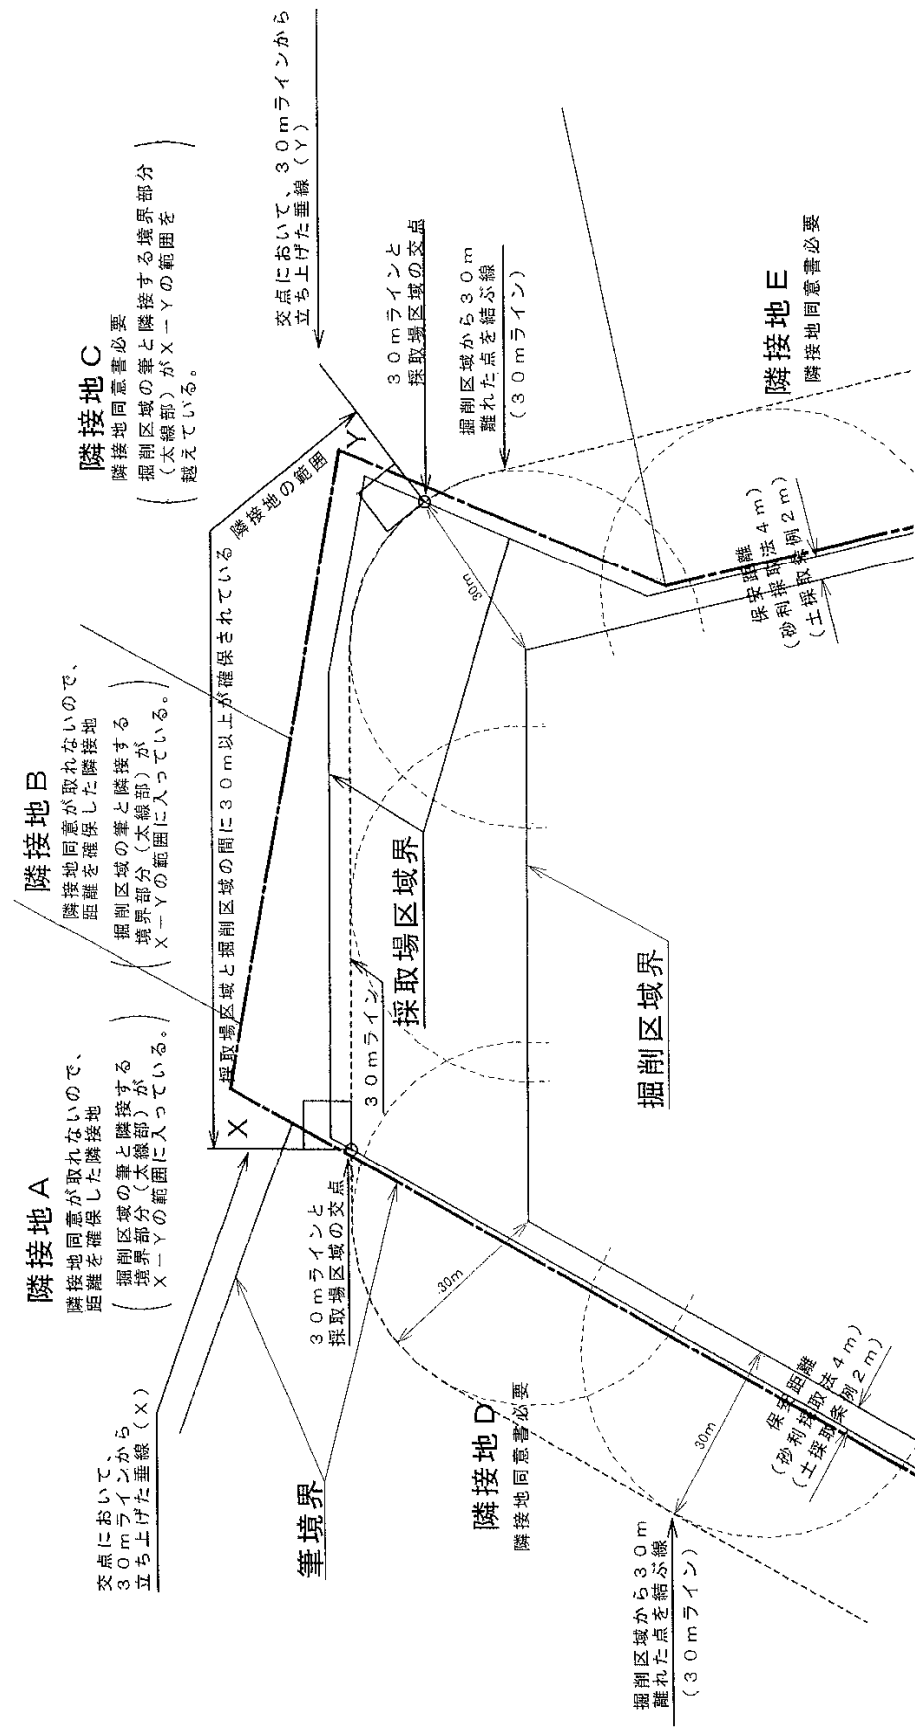 隣接地A
隣接地同意が取れないので、
距離を確保した隣接地
掘削区域の筆と隣接する
境界部分（太線部）が
X－Yの範囲に入っている。
隣接地B
隣接地同意が取れないので、
距離を確保した隣接地
掘削区域の筆と隣接する
境界部分（太線部）が
X－Yの範囲に入っている。
隣接地C
隣接地同意書必要
掘削区域の筆と隣接する境界部分
（太線部）がX－Yの範囲を
越えている。
交点において、
30mラインから
立ち上げた垂線（X）
X
採取場区域と掘削区域の間に30m以上が確保されている
隣接地の範囲
Y
交点において、30mラインから
立ち上げた垂線（Y）
筆境界
30mラインと
採取場区域の交点
30mライン
採取場区域界
30mラインと
採取場区域の交点
掘削区域から30m
離れた点を結ぶ線
（30mライン）
30m
30m
隣接地D
隣接地同意書必要
掘削区域界
隣接地E
隣接地同意書必要
30m
保安距離
（砂利採取法4m）
（土採取条例2m）
保安距離
（砂利採取法4m）
（土採取条例2m）
掘削区域から30m
離れた点を結ぶ線
（30mライン）